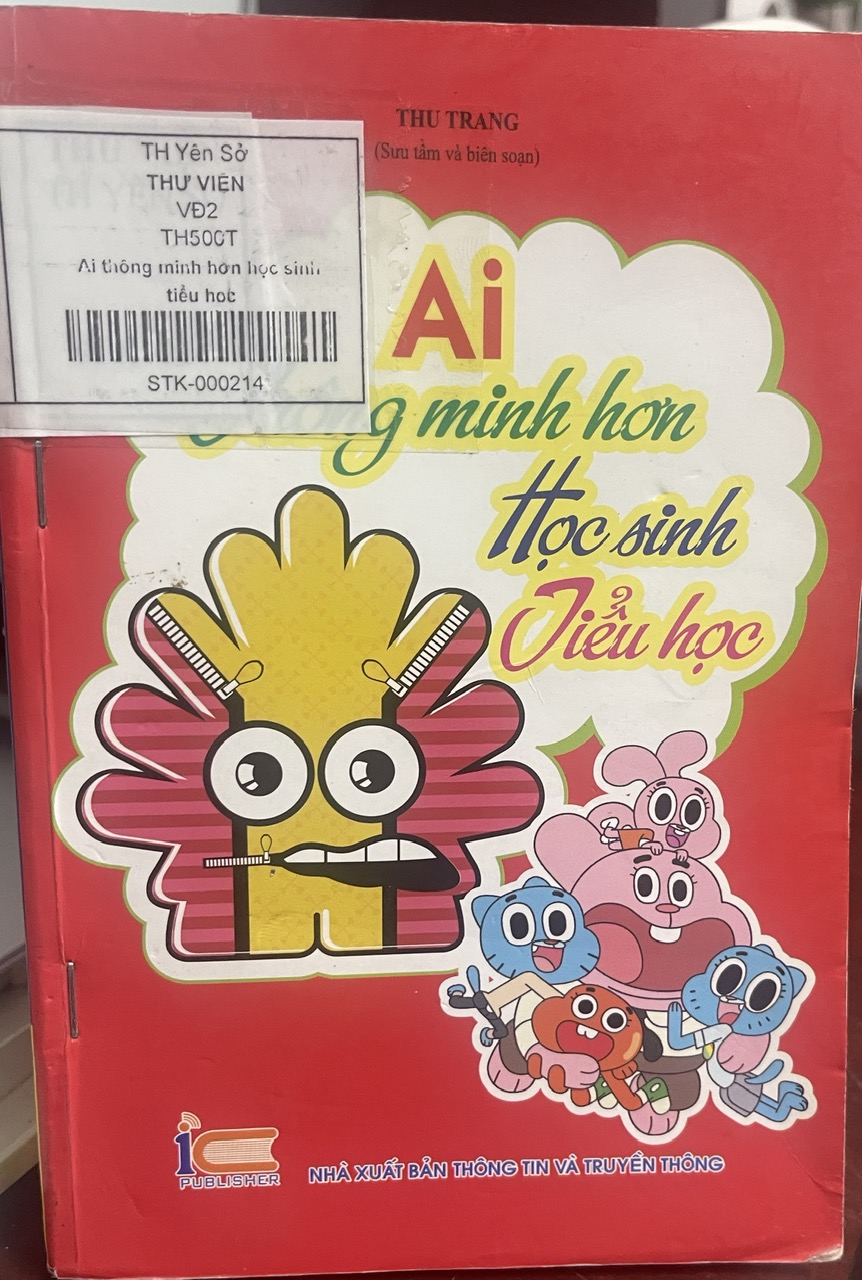 THU TRANG
(Sưu tầm và biên soạn)
TH Yên Sở
THƯ VIỆN
VĐ2
TH500T
Ai thông minh hơn học sinh
tiểu học
STK-000214
Ai
minh hơn
Học sinh
Tiểu học
PUBLISHER
NHÀ XUẤT BẢN THÔNG TIN VÀ TRUYỀN THÔNG